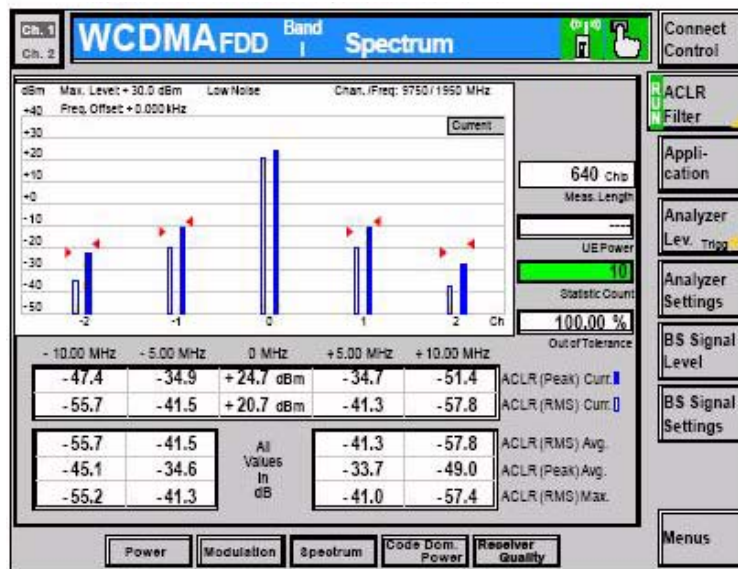 Ch. 1
Ch. 2
WCDMA FDD Band I Spectrum
Connect Control
dBm Max. Level: + 30.0 dBm Low Noise Chan. /Freq: 9750 / 1950 MHz
Freq. Offset: + 0.000 kHz
Current
+40
+30
+20
+10
+0
-10
-20
-30
-40
-50
-2 -1 0 1 2 Ch
640 Chip
Meas. Length
----
UE Power
10
Statistic Count
100.00 %
Out of Tolerance
RUN
ACLR Filter
Appli-
cation
Analyzer
Lev. Trigg
Analyzer
Settings
BS Signal
Level
BS Signal
Settings
Menus
- 10.00 MHz - 5.00 MHz 0 MHz + 5.00 MHz + 10.00 MHz
- 47.4 - 34.9 + 24.7 dBm - 34.7 - 51.4 ACLR (Peak) Curr.
- 55.7 - 41.5 + 20.7 dBm - 41.3 - 57.8 ACLR (RMS) Curr.
- 55.7 - 41.5 - 41.3 - 57.8 ACLR (RMS) Avg.
- 45.1 - 34.6 - 33.7 - 49.0 ACLR (Peak) Avg.
- 55.2 - 41.3 - 41.0 - 57.4 ACLR (RMS) Max.
All
Values
In
dB
Power
Modulation
Spectrum
Code Dom.
Power
Receiver
Quality